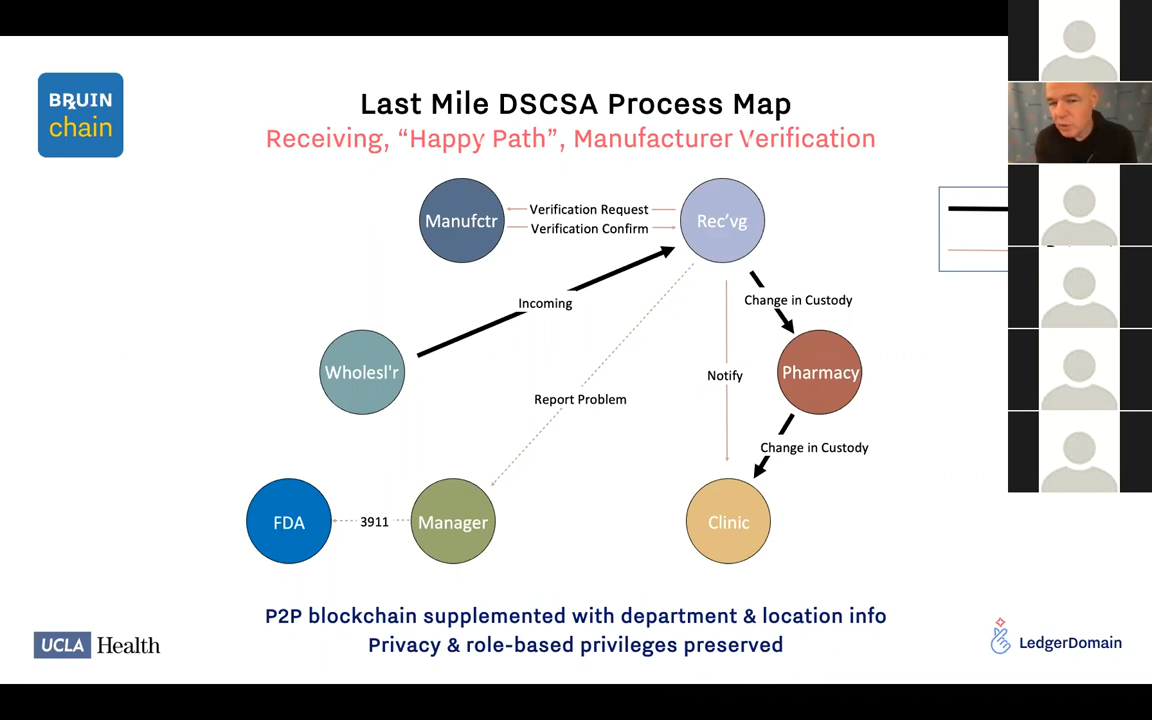 BRUIN
chain
Last Mile DSCSA Process Map
Receiving, “Happy Path”, Manufacturer Verification
Manufctr
Verification Request
Verification Confirm
Rec'vg
Incoming
Change in Custody
Wholesl'r
Notify
Pharmacy
Report Problem
Change in Custody
FDA
3911
Manager
Clinic
P2P blockchain supplemented with department & location info
Privacy & role-based privileges preserved
UCLA Health
LedgerDomain